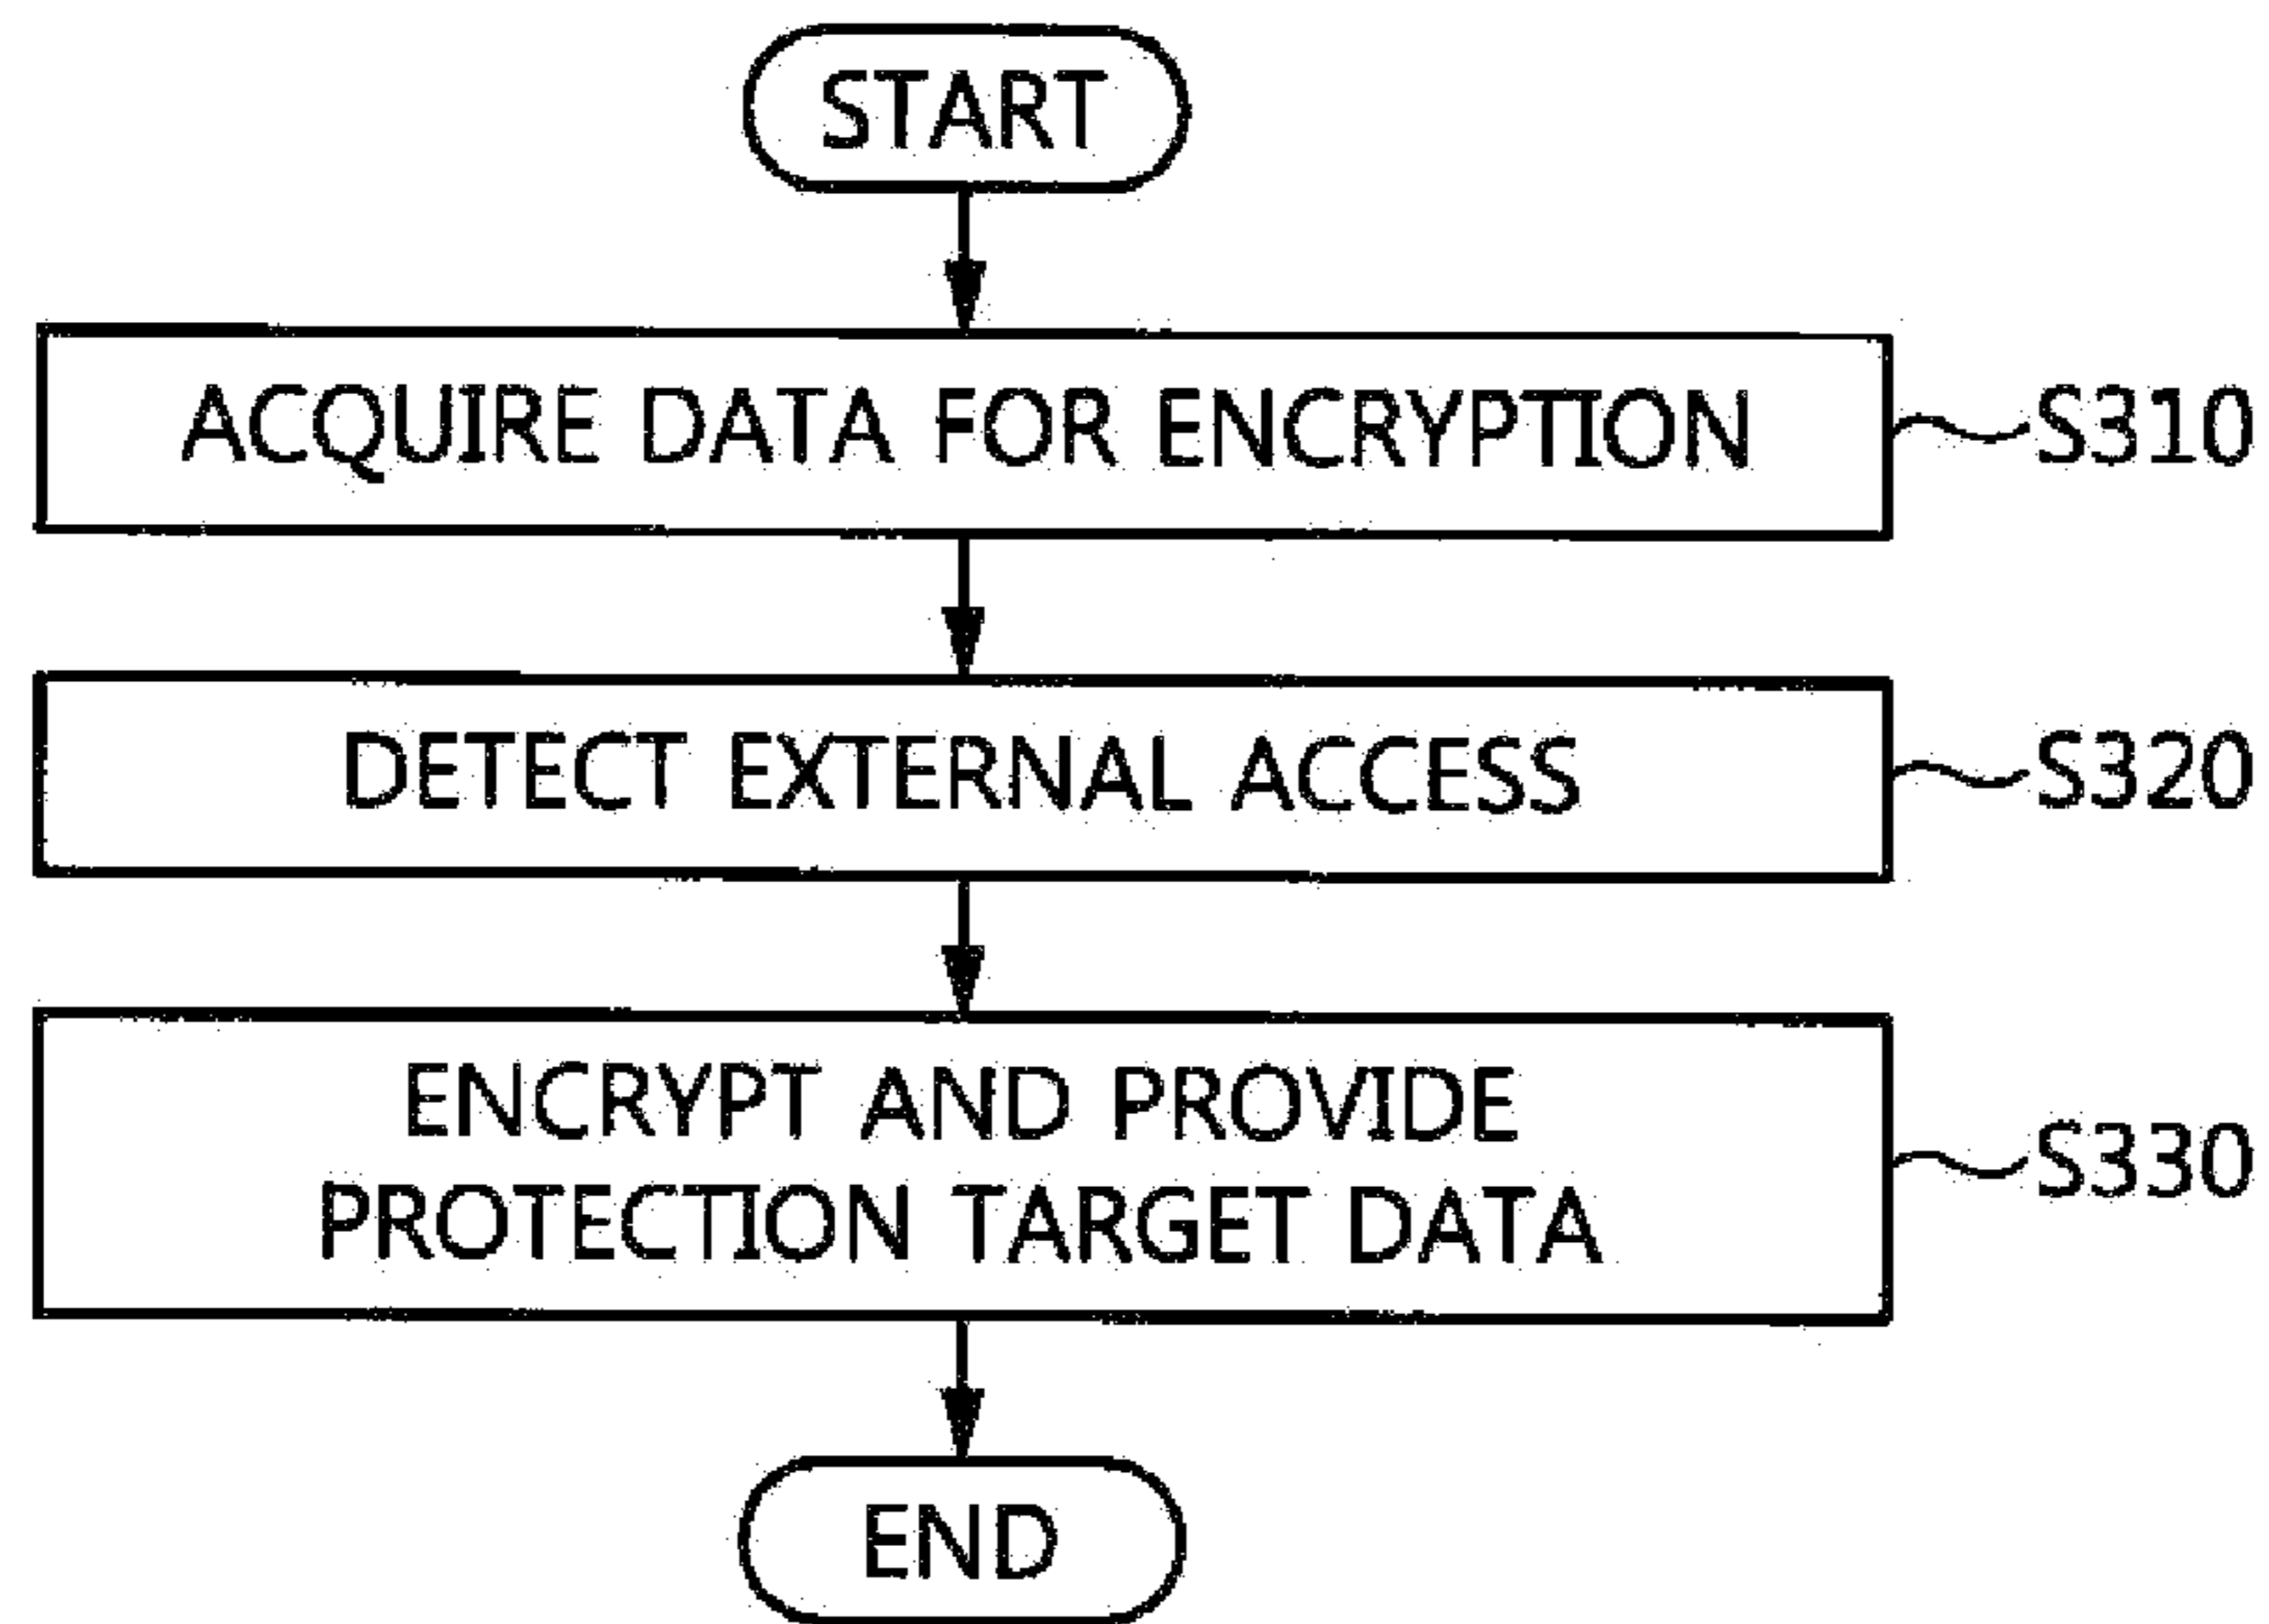 START
ACQUIRE DATA FOR ENCRYPTION
S310
DETECT EXTERNAL ACCESS
S320
ENCRYPT AND PROVIDE
PROTECTION TARGET DATA
S330
END